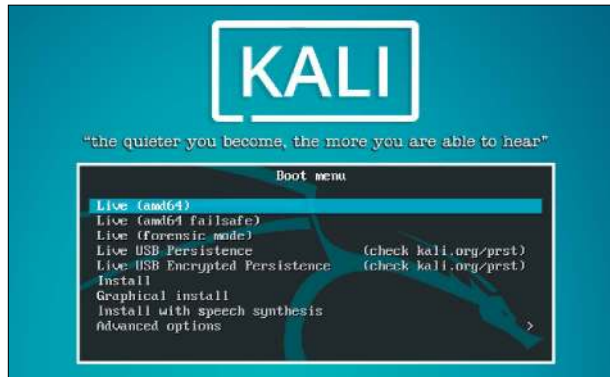 KALI
“the quieter you become, the more you are able to hear”
Boot menu
Live (amd64)
Live (amd64 failsafe)
Live (forensic mode)
Live USB Persistence (check kali.org/prst)
Live USB Encrypted Persistence (check kali.org/prst)
Install
Graphical install
Install with speech synthesis
Advanced options >